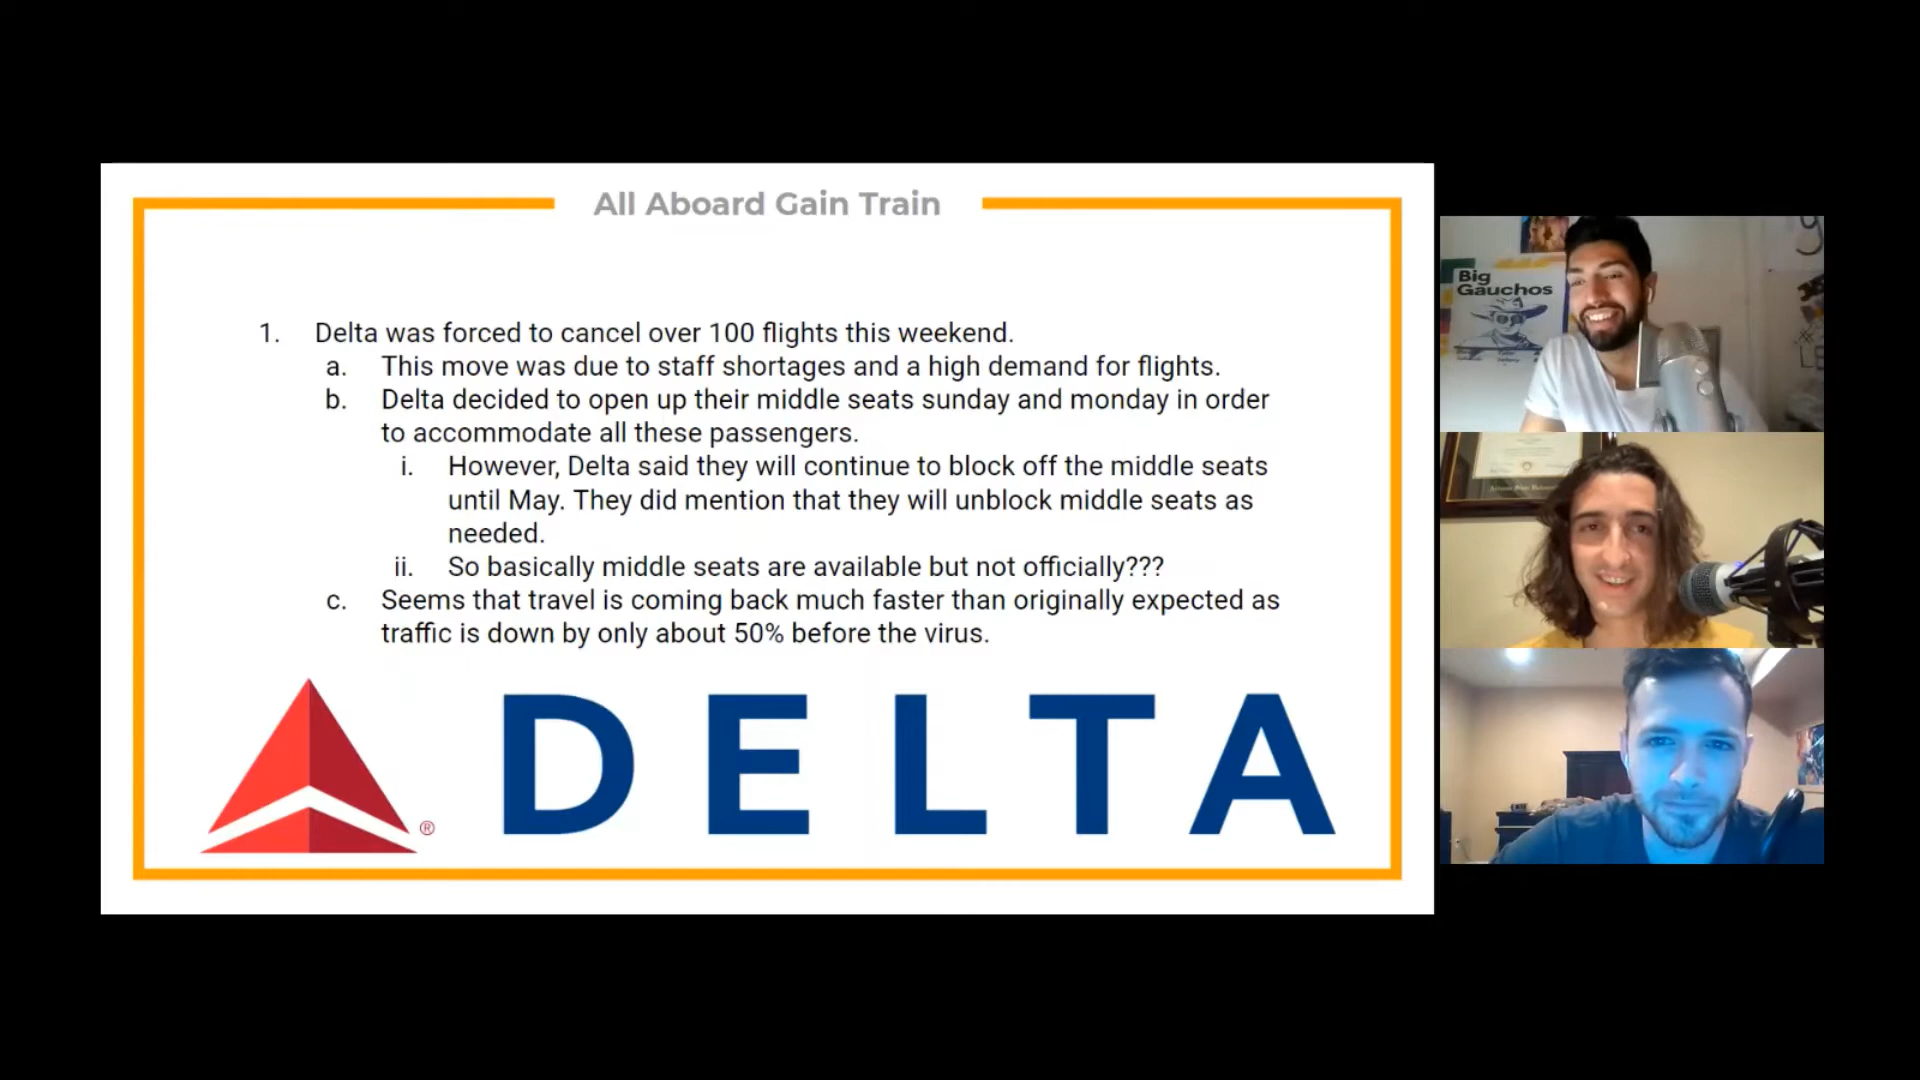 All Aboard Gain Train
1. Delta was forced to cancel over 100 flights this weekend.
a. This move was due to staff shortages and a high demand for flights.
b. Delta decided to open up their middle seats sunday and monday in order
to accommodate all these passengers.
i. However, Delta said they will continue to block off the middle seats
until May. They did mention that they will unblock middle seats as
needed.
ii. So basically middle seats are available but not officially???
c. Seems that travel is coming back much faster than originally expected as
traffic is down by only about 50% before the virus.
®
DELTA
Big
Gauchos